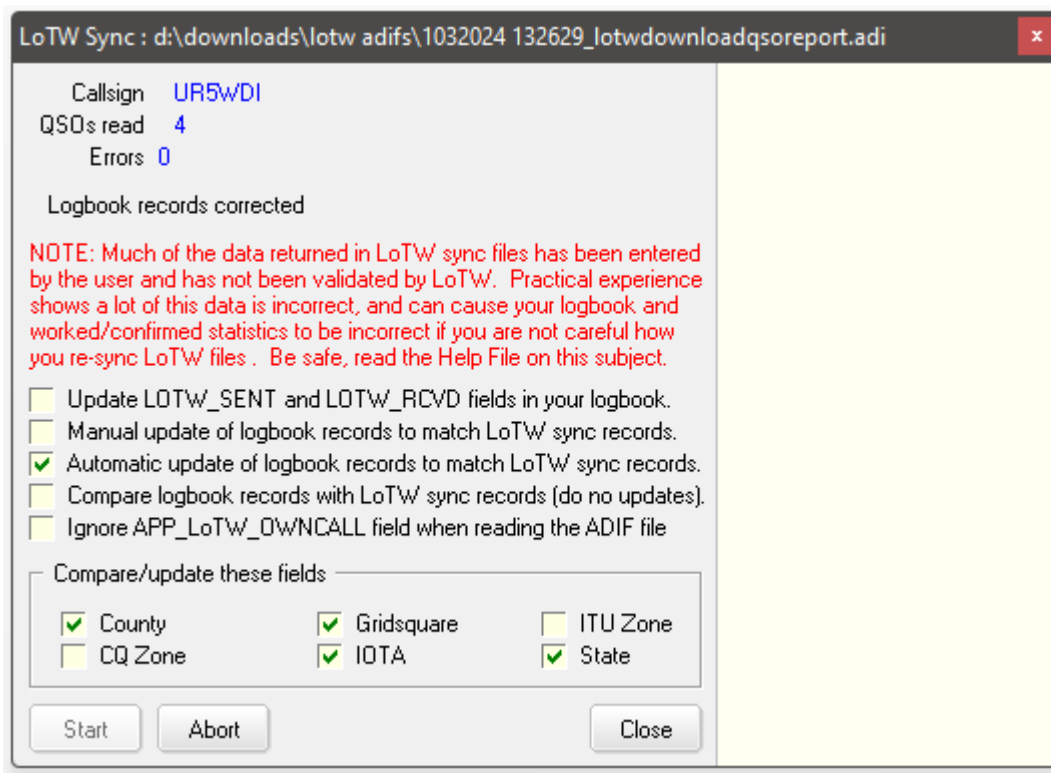 LoTW Sync : d:\downloads\lotw adifs\1032024 132629_lotwdownloadqsoreport.adi
x
Callsign UR5WDI
QSOs read 4
Errors 0
Logbook records corrected
NOTE: Much of the data returned in LoTW sync files has been entered
by the user and has not been validated by LoTW. Practical experience
shows a lot of this data is incorrect, and can cause your logbook and
worked/confirmed statistics to be incorrect if you are not careful how
you re-sync LoTW files . Be safe, read the Help File on this subject.
Update LOTW_SENT and LOTW_RCVD fields in your logbook.
Manual update of logbook records to match LoTW sync records.
Automatic update of logbook records to match LoTW sync records.
Compare logbook records with LoTW sync records (do no updates).
Ignore APP_LoTW_OWNCALL field when reading the ADIF file
Compare/update these fields
County Gridsquare ITU Zone
CQ Zone IOTA State
Start Abort Close